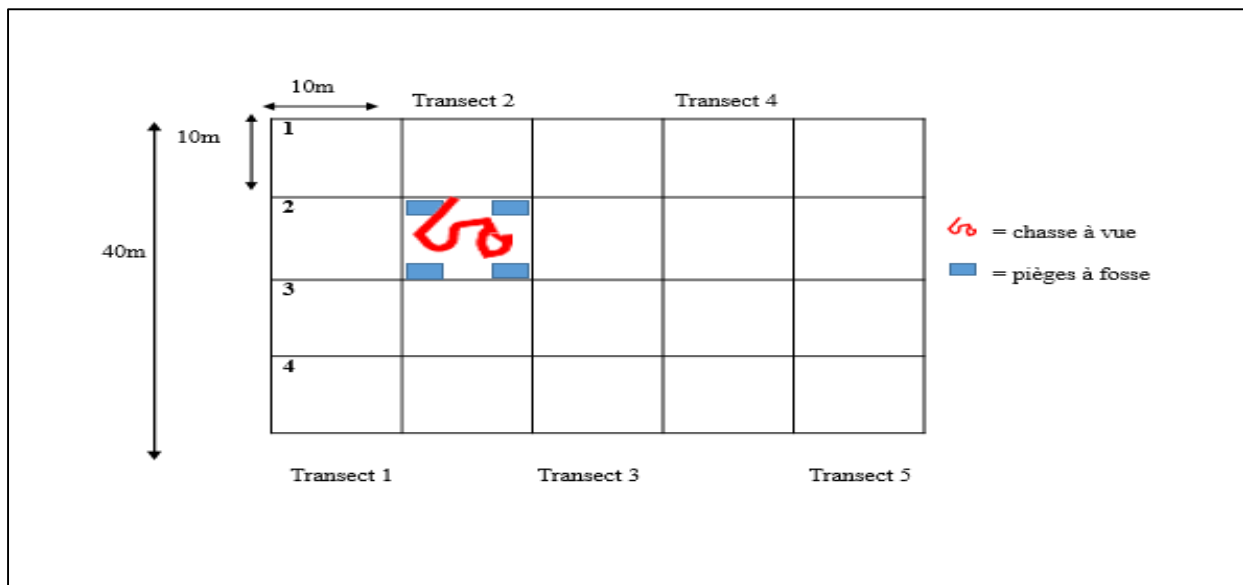 10m
Transect 2
Transect 4
10m
1
2
40m
= chasse à vue
= pièges à fosse
3
4
Transect 1
Transect 3
Transect 5